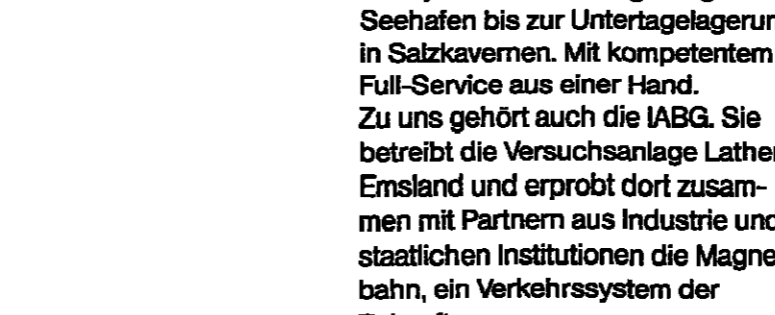 Seehafen bis zur Untertagelagerun
in Salzkavernen. Mit kompetentem
Full-Service aus einer Hand.
Zu uns gehört auch die IABG. Sie
betreibt die Versuchsanlage Lathen
Emsland und erprobt dort zusam-
men mit Partnern aus Industrie und
staatlichen Institutionen die Magne
bahn, ein Verkehrssystem der